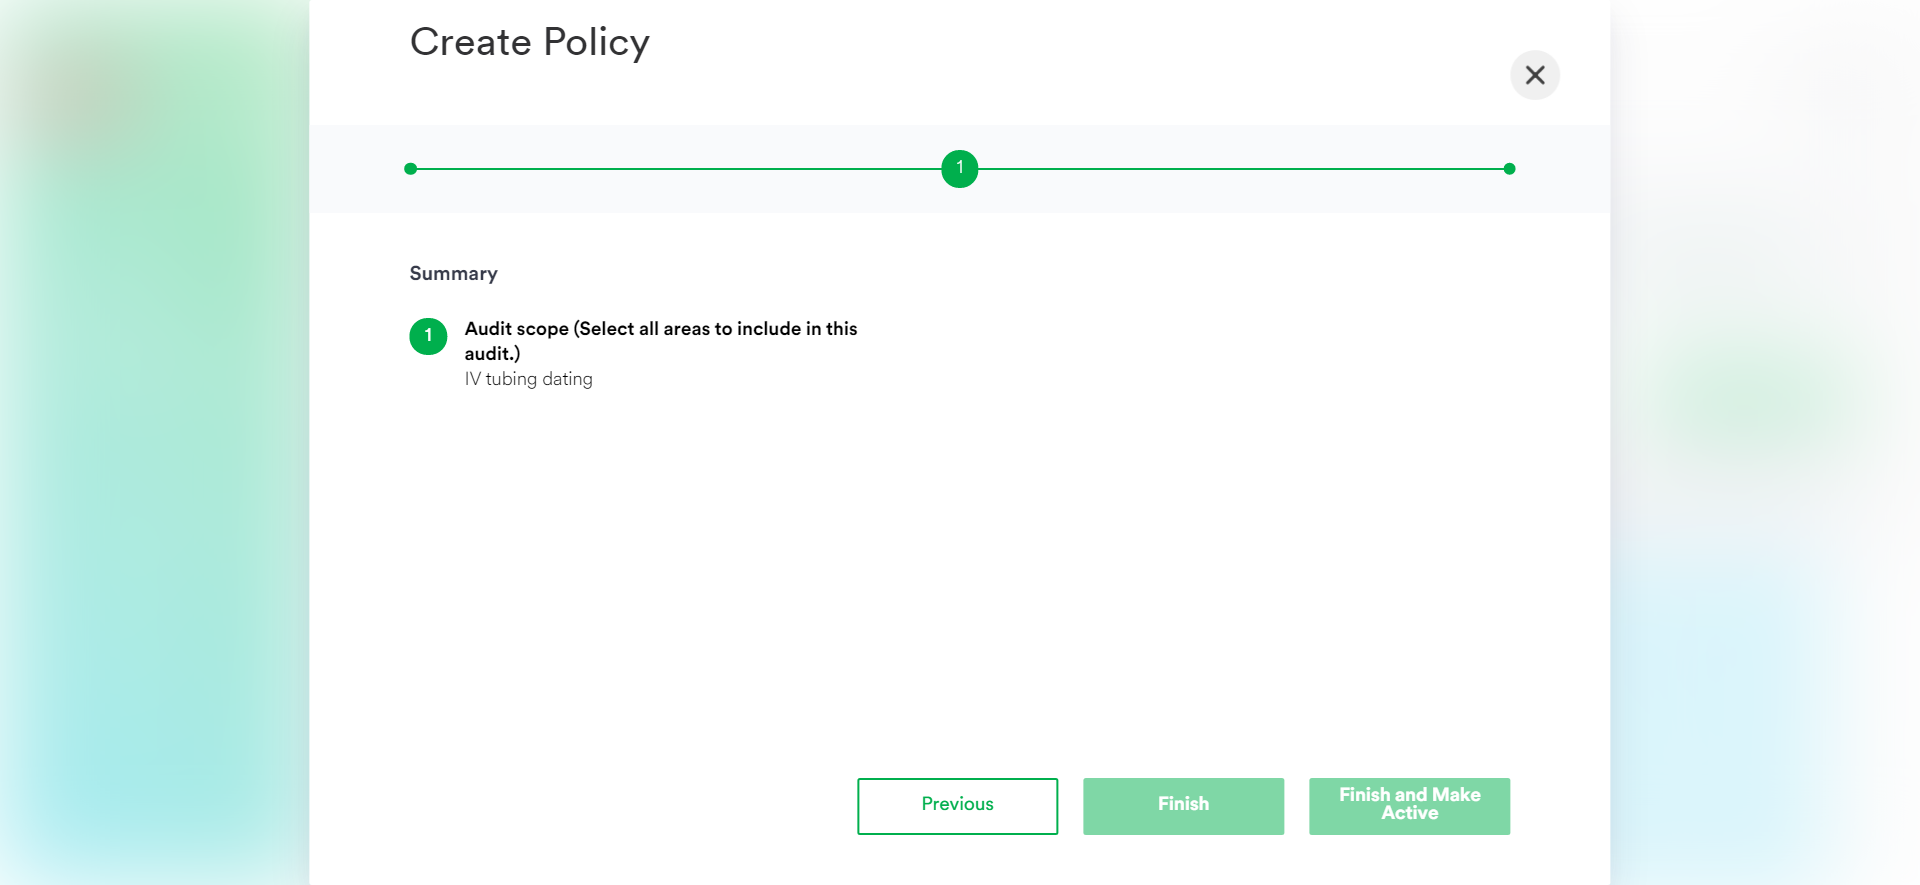 Create Policy
1
Summary
1
Audit scope (Select all areas to include in this
audit.)
IV tubing dating
Previous
Finish
Finish and Make
Active